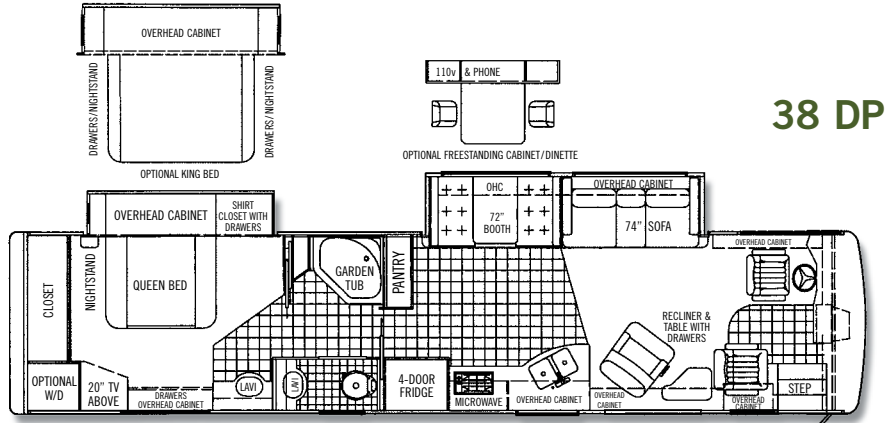 OVERHEAD CABINET
DRAWERS/NIGHTSTAND
DRAWERS/NIGHTSTAND
OPTIONAL KING BED
110v & PHONE
OPTIONAL FREESTANDING CABINET/DINETTE
38 DP
OVERHEAD CABINET
SHIRT
CLOSET WITH
DRAWERS
OHC
72"
BOOTH
OVERHEAD CABINET
74" SOFA
OVERHEAD CABINET
CLOSET
NIGHTSTAND
QUEEN BED
GARDEN
TUB
PANTRY
RECLINER &
TABLE WITH
DRAWERS
OPTIONAL
W/D
20" TV
ABOVE
DRAWERS
OVERHEAD CABINET
LAVI
LAVI
4-DOOR
FRIDGE
MICROWAVE
OVERHEAD CABINET
OVERHEAD
CABINET
OVERHEAD
CABINET
STEP